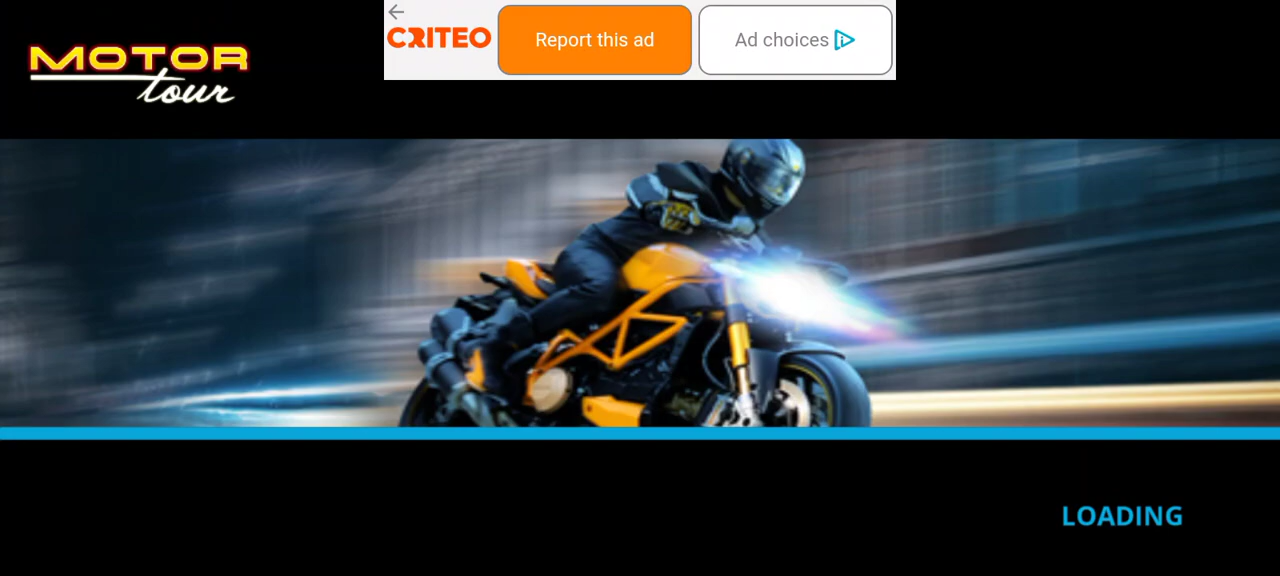 CRITEO
Report this ad
Ad choices
MOTOR
tour
LOADING